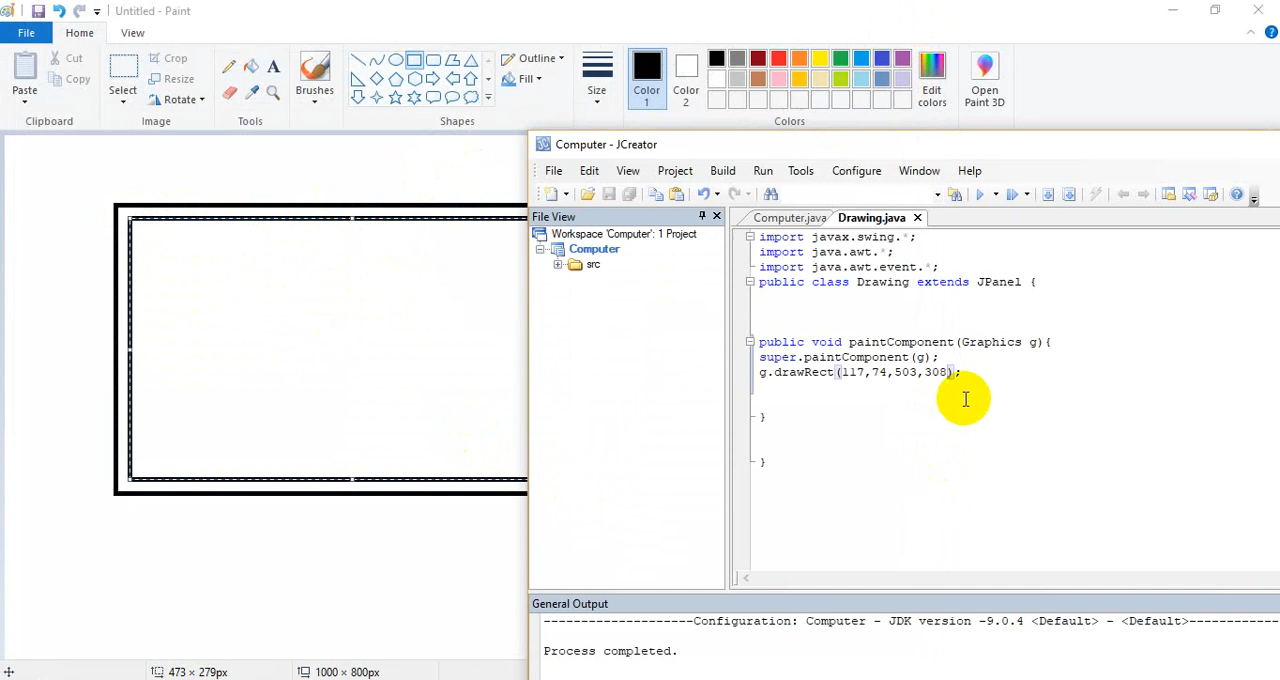 Untitled - Paint
File Home View
Paste
Cut
Copy
Clipboard
Select
Crop
Resize
Rotate
Image
A
Tools
Brushes
Shapes
Outline
Fill
Size
Color 1
Color 2
Edit colors
Colors
Open Paint 3D
Computer - JCreator
File Edit View Project Build Run Tools Configure Window Help
File View
Workspace 'Computer': 1 Project
Computer
src
Computer.java Drawing.java
import javax.swing.*;
import java.awt.*;
import java.awt.event.*;
public class Drawing extends JPanel {
public void paintComponent(Graphics g){
super.paintComponent(g);
g.drawRect(117,74,503,308);
}
}
General Output
--------------------Configuration: Computer - JDK version -9.0.4 <Default> - <Default>------------
Process completed.
473 × 279px 1000 × 800px